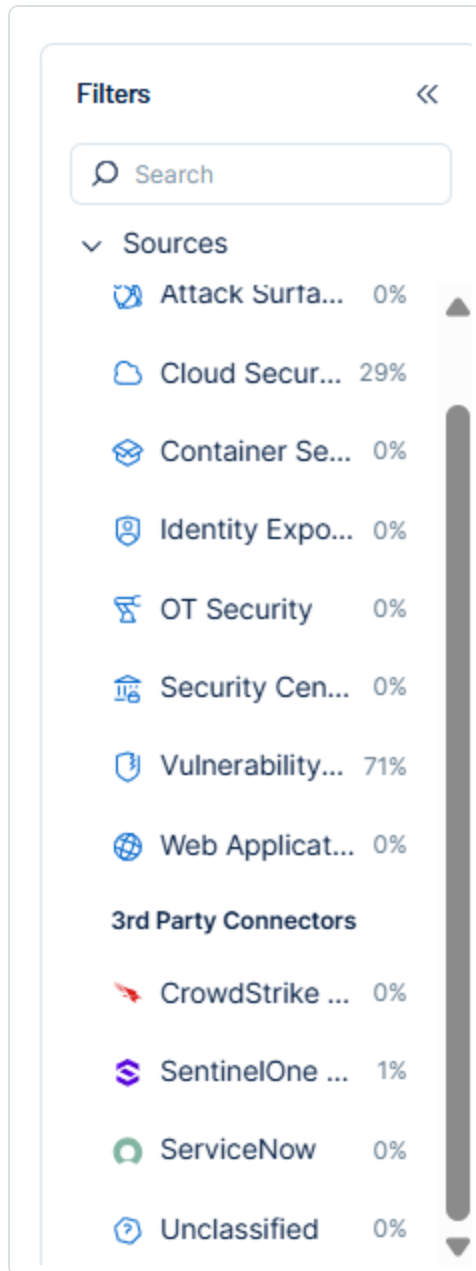 Filters
Search
Sources
Attack Surfa... 0%
Cloud Secur... 29%
Container Se... 0%
Identity Expo... 0%
OT Security 0%
Security Cen... 0%
Vulnerability... 71%
Web Applicat... 0%
3rd Party Connectors
CrowdStrike ... 0%
SentinelOne ... 1%
ServiceNow 0%
Unclassified 0%